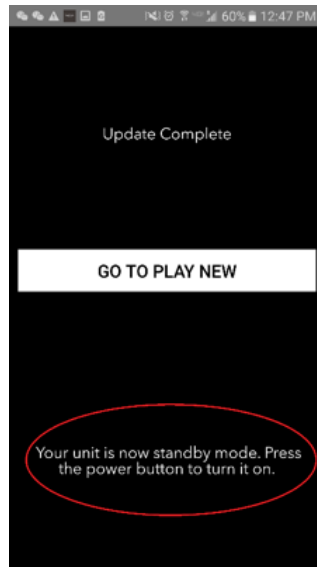 60% 12:47 PM
Update Complete
GO TO PLAY NEW
Your unit is now standby mode. Press
the power button to turn it on.